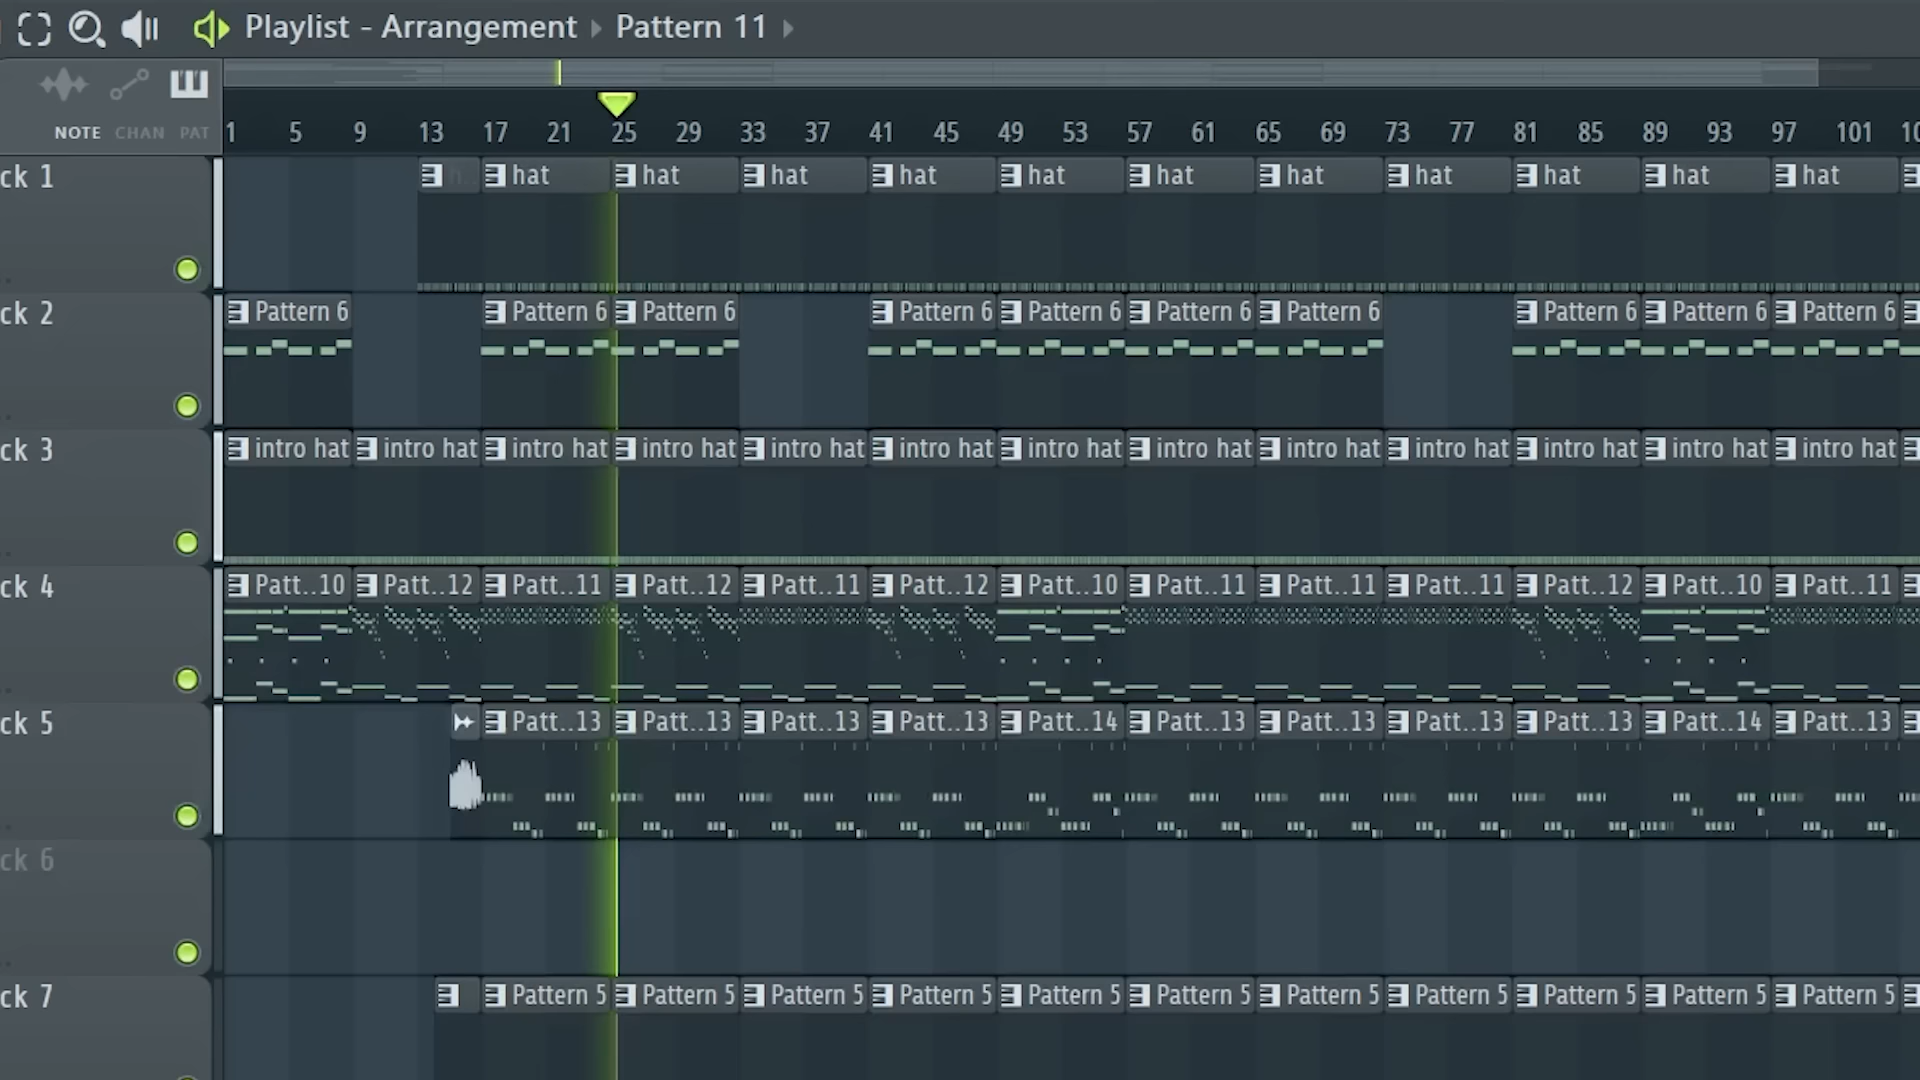 Playlist - Arrangement Pattern 11
NOTE CHAN PAT
1 5 9 13 17 21 25 29 33 37 41 45 49 53 57 61 65 69 73 77 81 85 89 93 97 101 10
ck 1
hat hat hat hat hat hat hat hat hat hat hat
ck 2
Pattern 6 Pattern 6 Pattern 6 Pattern 6 Pattern 6 Pattern 6 Pattern 6 Pattern 6 Pattern 6 Pattern 6
ck 3
intro hat intro hat intro hat intro hat intro hat intro hat intro hat intro hat intro hat intro hat intro hat intro hat intro hat
ck 4
Patt..10 Patt..12 Patt..11 Patt..12 Patt..11 Patt..12 Patt..10 Patt..11 Patt..11 Patt..11 Patt..12 Patt..10 Patt..11
ck 5
Patt..13 Patt..13 Patt..13 Patt..13 Patt..14 Patt..13 Patt..13 Patt..13 Patt..13 Patt..14 Patt..13
ck 6
ck 7
Pattern 5 Pattern 5 Pattern 5 Pattern 5 Pattern 5 Pattern 5 Pattern 5 Pattern 5 Pattern 5 Pattern 5 Pattern 5